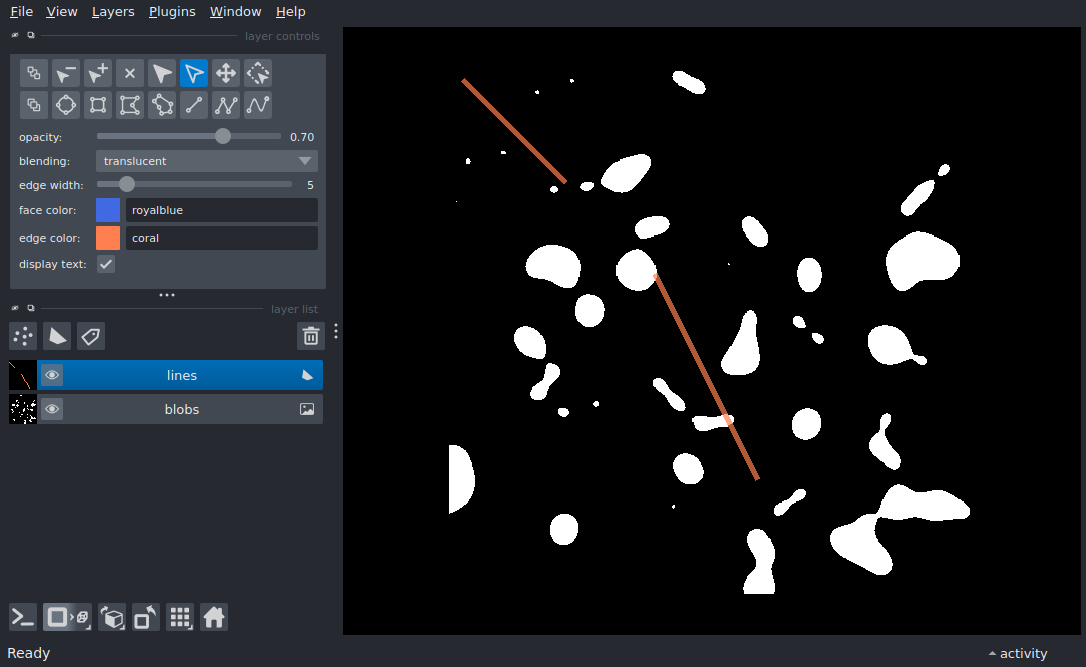 File View Layers Plugins Window Help
layer controls
opacity: 0.70
blending: translucent
edge width: 5
face color: royalblue
edge color: coral
display text:
layer list
lines
blobs
Ready
activity